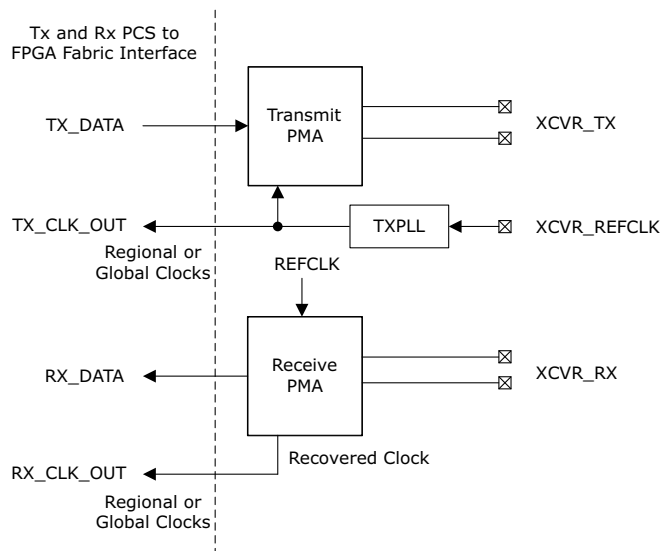 Tx and Rx PCS to
FPGA Fabric Interface
TX_DATA
Transmit
PMA
XCVR_TX
TX_CLK_OUT
TXPLL
XCVR_REFCLK
Regional or
Global Clocks
REFCLK
RX_DATA
Receive
PMA
XCVR_RX
Recovered Clock
RX_CLK_OUT
Regional or
Global Clocks